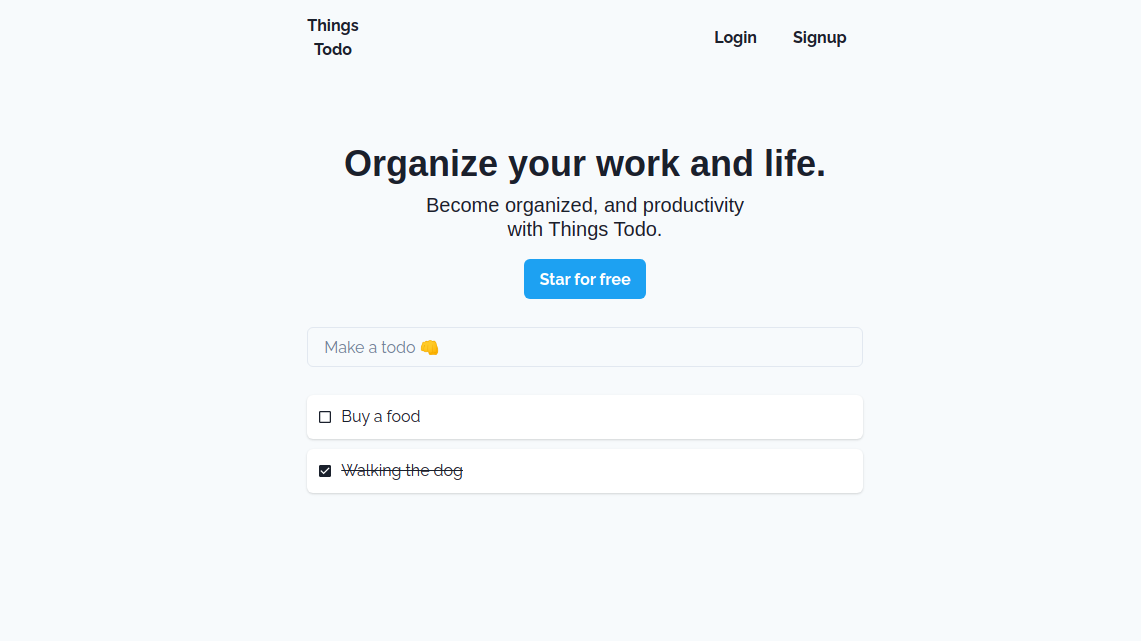 Things
Todo
Login
Signup
Organize your work and life.
Become organized, and productivity
with Things Todo.
Star for free
Make a todo 👊
Buy a food
Walking the dog